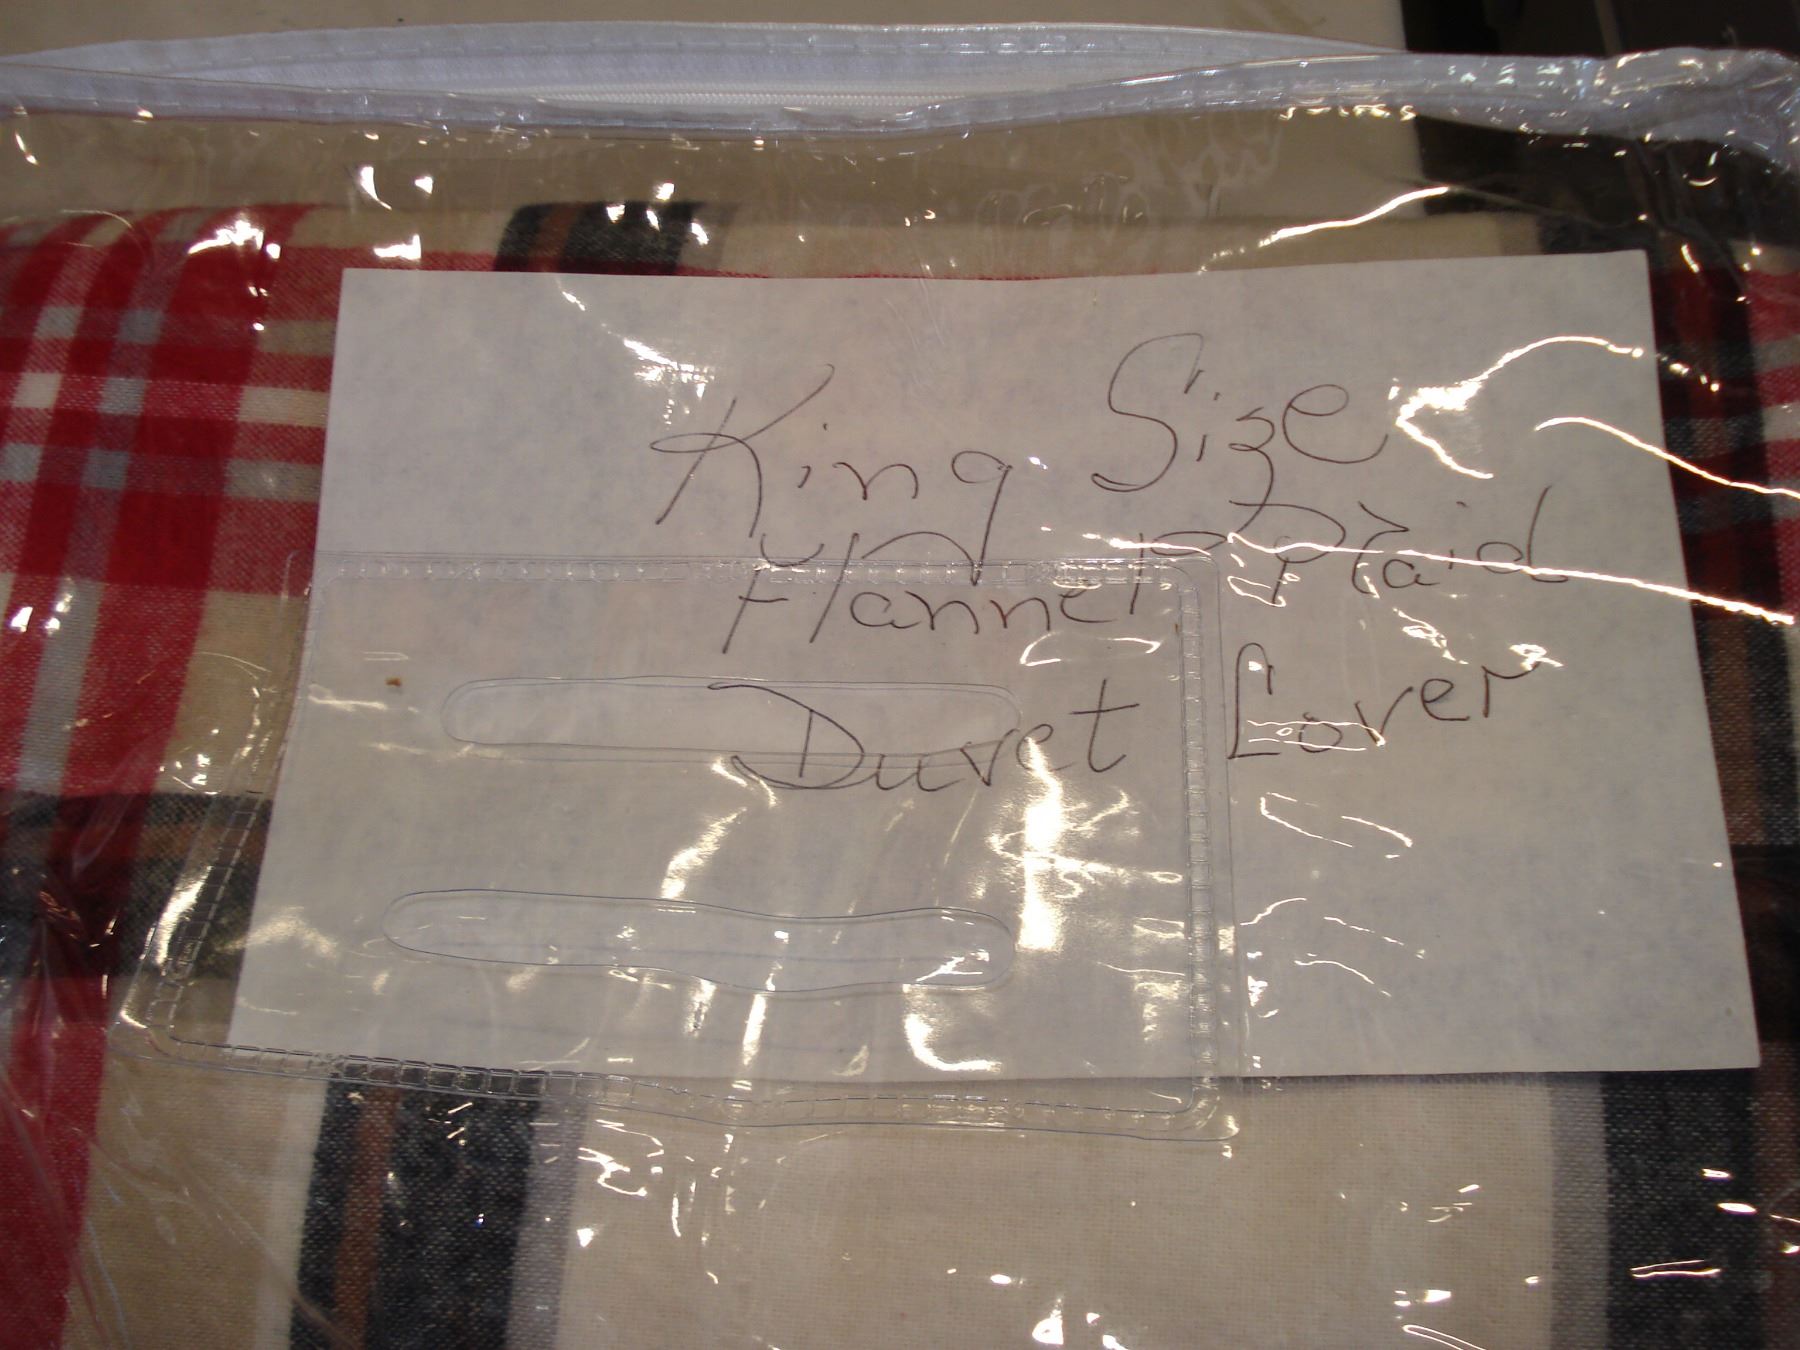 King Size
Flannel Plaid
Duvet Cover